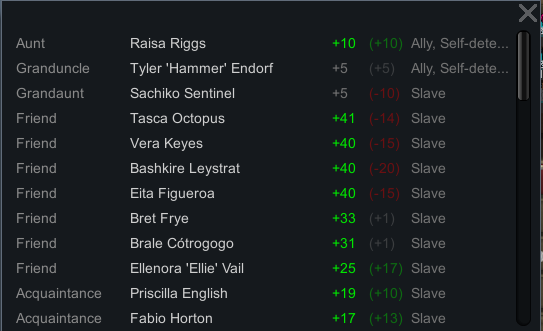 Aunt Raisa Riggs +10 (+10) Ally, Self-dete...
Granduncle Tyler 'Hammer' Endorf +5 (+5) Ally, Self-dete...
Grandaunt Sachiko Sentinel +5 (-10) Slave
Friend Tasca Octopus +41 (-14) Slave
Friend Vera Keyes +40 (-15) Slave
Friend Bashkire Leystrat +40 (-20) Slave
Friend Eita Figueroa +40 (-15) Slave
Friend Bret Frye +33 (+1) Slave
Friend Brale Cótrogogo +31 (+1) Slave
Friend Ellenora 'Ellie' Vail +25 (+17) Slave
Acquaintance Priscilla English +19 (+10) Slave
Acquaintance Fabio Horton +17 (+13) Slave